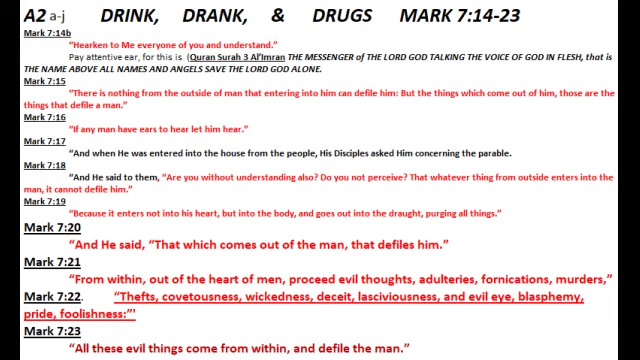 A2 a-j DRINK, DRANK, & DRUGS MARK 7:14-23
Mark 7:14b
"Hearken to Me everyone of you and understand."
Pay attentive ear, for this is (Quran Surah 3 Al'Imran THE MESSENGER of THE LORD GOD TALKING THE VOICE OF GOD IN FLESH, that is
THE NAME ABOVE ALL NAMES AND ANGELS SAVE THE LORD GOD ALONE.
Mark 7:15
"There is nothing from the outside of man that entering into him can defile him: But the things which come out of him, those are the
things that defile a man."
Mark 7:16
"If any man have ears to hear let him hear."
Mark 7:17
"And when He was entered into the house from the people, His Disciples asked Him concerning the parable.
Mark 7:18
"And He said to them, "Are you without understanding also? Do you not perceive? That whatever thing from outside enters into the
man, it cannot defile him."
Mark 7:19
"Because it enters not into his heart, but into the body, and goes out into the draught, purging all things."
Mark 7:20
"And He said, "That which comes out of the man, that defiles him."
Mark 7:21
"From within, out of the heart of men, proceed evil thoughts, adulteries, fornications, murders,"
Mark 7:22. "Thefts, covetousness, wickedness, deceit, lasciviousness, and evil eye, blasphemy,
pride, foolishness:"'
Mark 7:23
"All these evil things come from within, and defile the man."